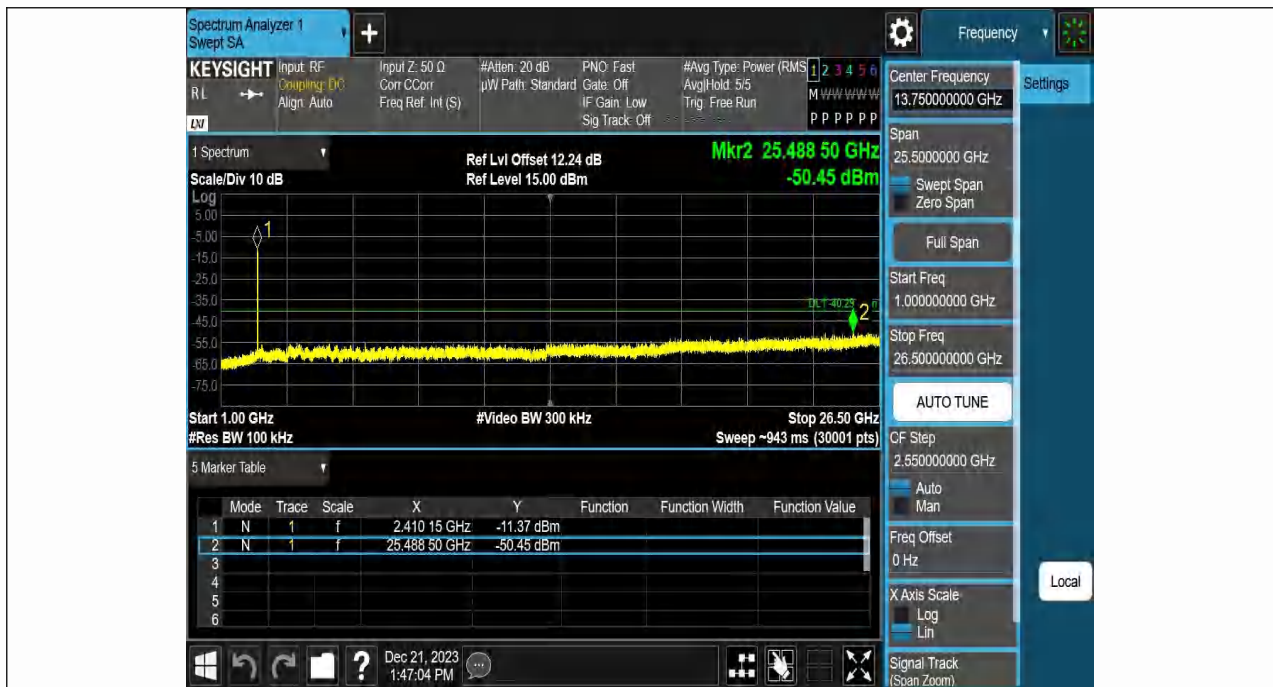 Spectrum Analyzer 1
Swept SA
+
Frequency
KEYSIGHT
RL
LXI
Input: RF
Coupling: DC
Align: Auto
Input Z: 50 Ω
Corr CCorr
Freq Ref: Int (S)
#Atten: 20 dB
µW Path: Standard
PNO: Fast
Gate: Off
IF Gain: Low
Sig Track: Off
#Avg Type: Power (RMS
Avg|Hold: 5/5
Trig: Free Run
1 2 3 4 5 6
M W W W W W
P P P P P P
1 Spectrum
Scale/Div 10 dB
Ref Lvl Offset 12.24 dB
Ref Level 15.00 dBm
Mkr2 25.488 50 GHz
-50.45 dBm
Log
5.00
-5.00
-15.0
-25.0
-35.0
-45.0
-55.0
-65.0
-75.0
1
2
Start 1.00 GHz
#Res BW 100 kHz
#Video BW 300 kHz
Stop 26.50 GHz
Sweep ~943 ms (30001 pts)
5 Marker Table
Mode Trace Scale X Y Function Function Width Function Value
1 N 1 f 2.410 15 GHz -11.37 dBm
2 N 1 f 25.488 50 GHz -50.45 dBm
3
4
5
6
Dec 21, 2023
1:47:04 PM
Center Frequency
13.750000000 GHz
Settings
Span
25.5000000 GHz
Swept Span
Zero Span
Full Span
Start Freq
1.000000000 GHz
Stop Freq
26.500000000 GHz
AUTO TUNE
CF Step
2.550000000 GHz
Auto
Man
Freq Offset
0 Hz
X Axis Scale
Log
Lin
Signal Track
(Span Zoom)
Local